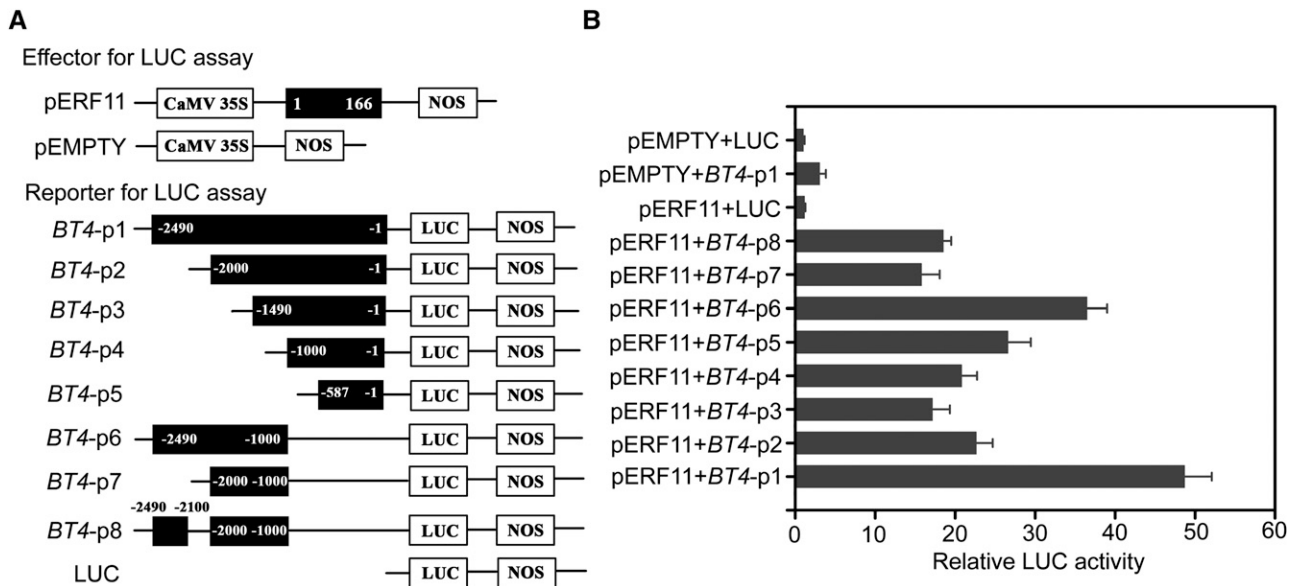 A
Effector for LUC assay
pERF11 CaMV 35S 1 166 NOS
pEMPTY CaMV 35S NOS
Reporter for LUC assay
BT4-p1 -2490 -1 LUC NOS
BT4-p2 -2000 -1 LUC NOS
BT4-p3 -1490 -1 LUC NOS
BT4-p4 -1000 -1 LUC NOS
BT4-p5 -587 -1 LUC NOS
BT4-p6 -2490 -1000 LUC NOS
BT4-p7 -2000 -1000 LUC NOS
-2490 -2100
BT4-p8 -2000 -1000 LUC NOS
LUC LUC NOS
B
pEMPTY+LUC
pEMPTY+BT4-p1
pERF11+LUC
pERF11+BT4-p8
pERF11+BT4-p7
pERF11+BT4-p6
pERF11+BT4-p5
pERF11+BT4-p4
pERF11+BT4-p3
pERF11+BT4-p2
pERF11+BT4-p1
0 10 20 30 40 50 60
Relative LUC activity